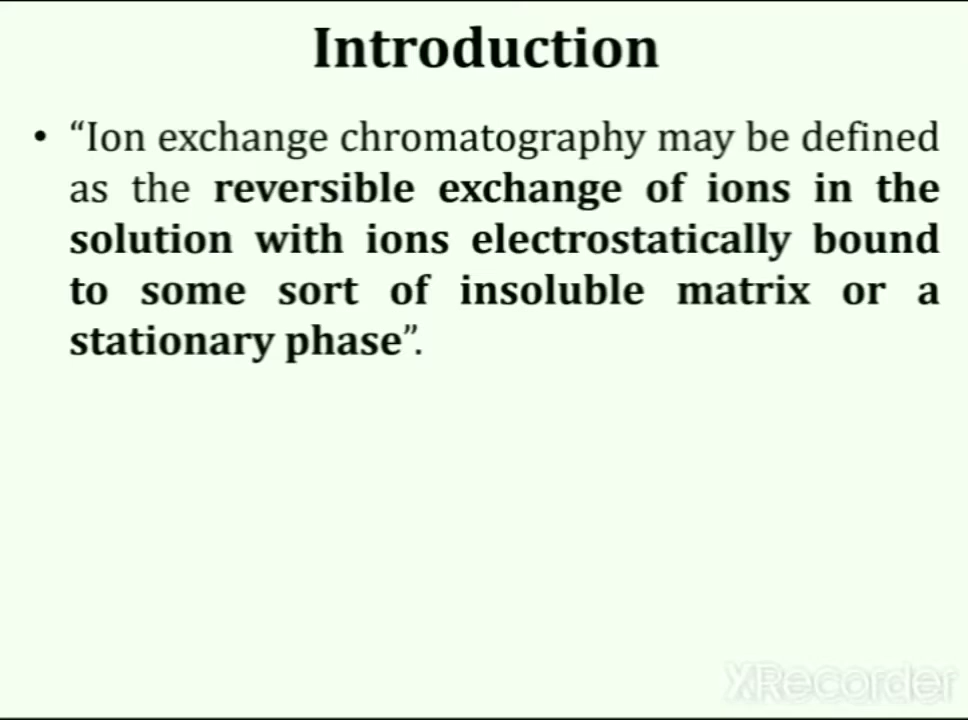 Introduction
• “Ion exchange chromatography may be defined
as the reversible exchange of ions in the
solution with ions electrostatically bound
to some sort of insoluble matrix or a
stationary phase”.
XRecorder